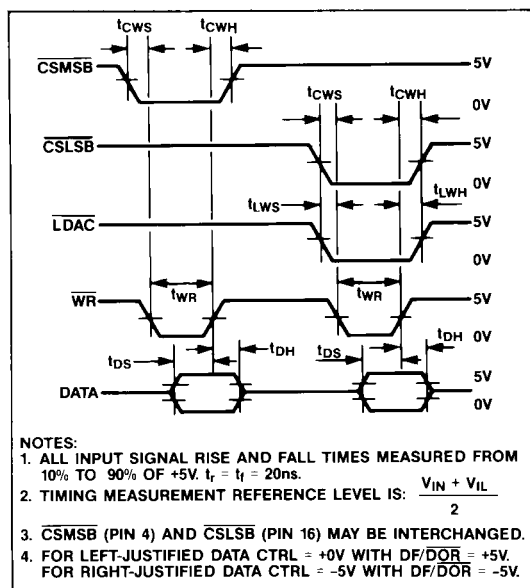 tCWS tCWH
CSMSB 5V
0V
tCWS tCWH
CSLSB 5V
0V
tLWS tLWH
LDAC 5V
0V
tWR tWR
WR 5V
0V
tDS tDH tDS tDH
DATA 5V
0V
NOTES:
1. ALL INPUT SIGNAL RISE AND FALL TIMES MEASURED FROM
10% TO 90% OF +5V. tr = tf = 20ns.
2. TIMING MEASUREMENT REFERENCE LEVEL IS: VIN + VIL
2
3. CSMSB (PIN 4) AND CSLSB (PIN 16) MAY BE INTERCHANGED.
4. FOR LEFT-JUSTIFIED DATA CTRL = +0V WITH DF/DOR = +5V.
FOR RIGHT-JUSTIFIED DATA CTRL = −5V WITH DF/DOR = −5V.